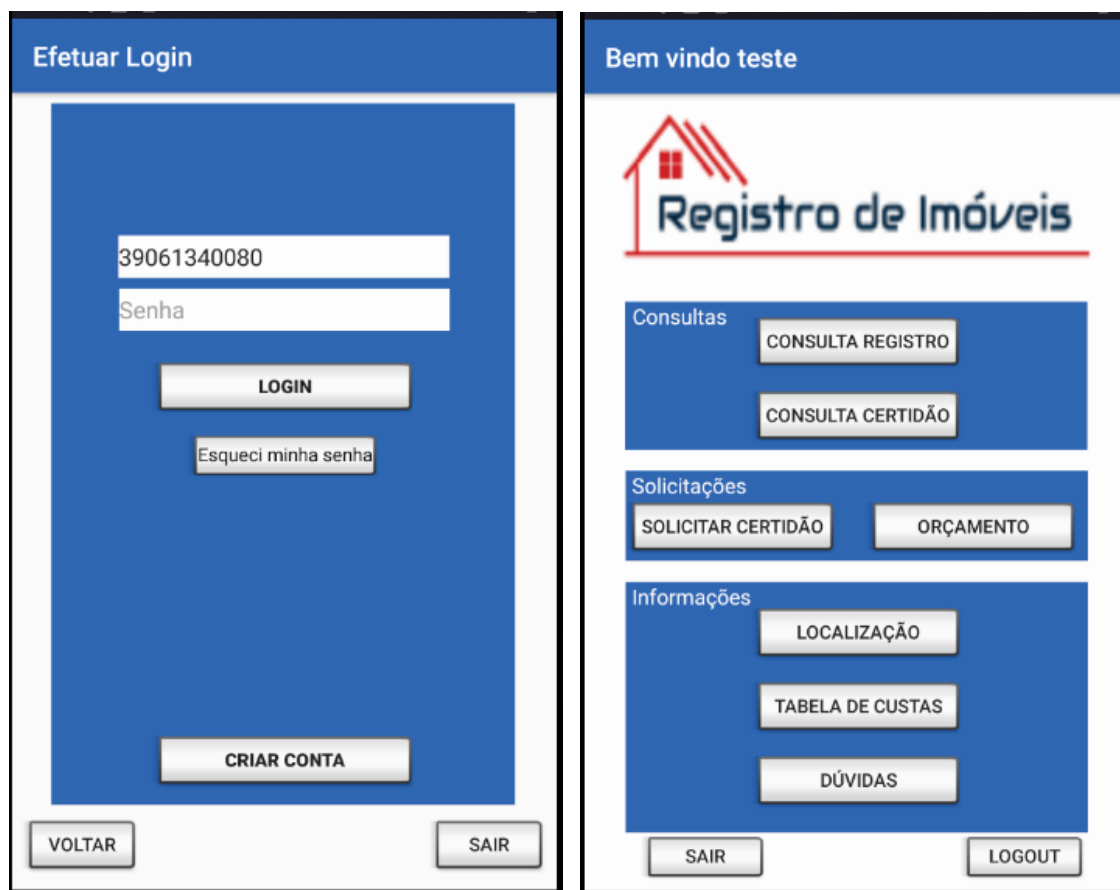 Efetuar Login
39061340080
Senha
LOGIN
Esqueci minha senha
CRIAR CONTA
VOLTAR
SAIR
Bem vindo teste
Registro de Imóveis
Consultas
CONSULTA REGISTRO
CONSULTA CERTIDÃO
Solicitações
SOLICITAR CERTIDÃO
ORÇAMENTO
Informações
LOCALIZAÇÃO
TABELA DE CUSTAS
DÚVIDAS
SAIR
LOGOUT